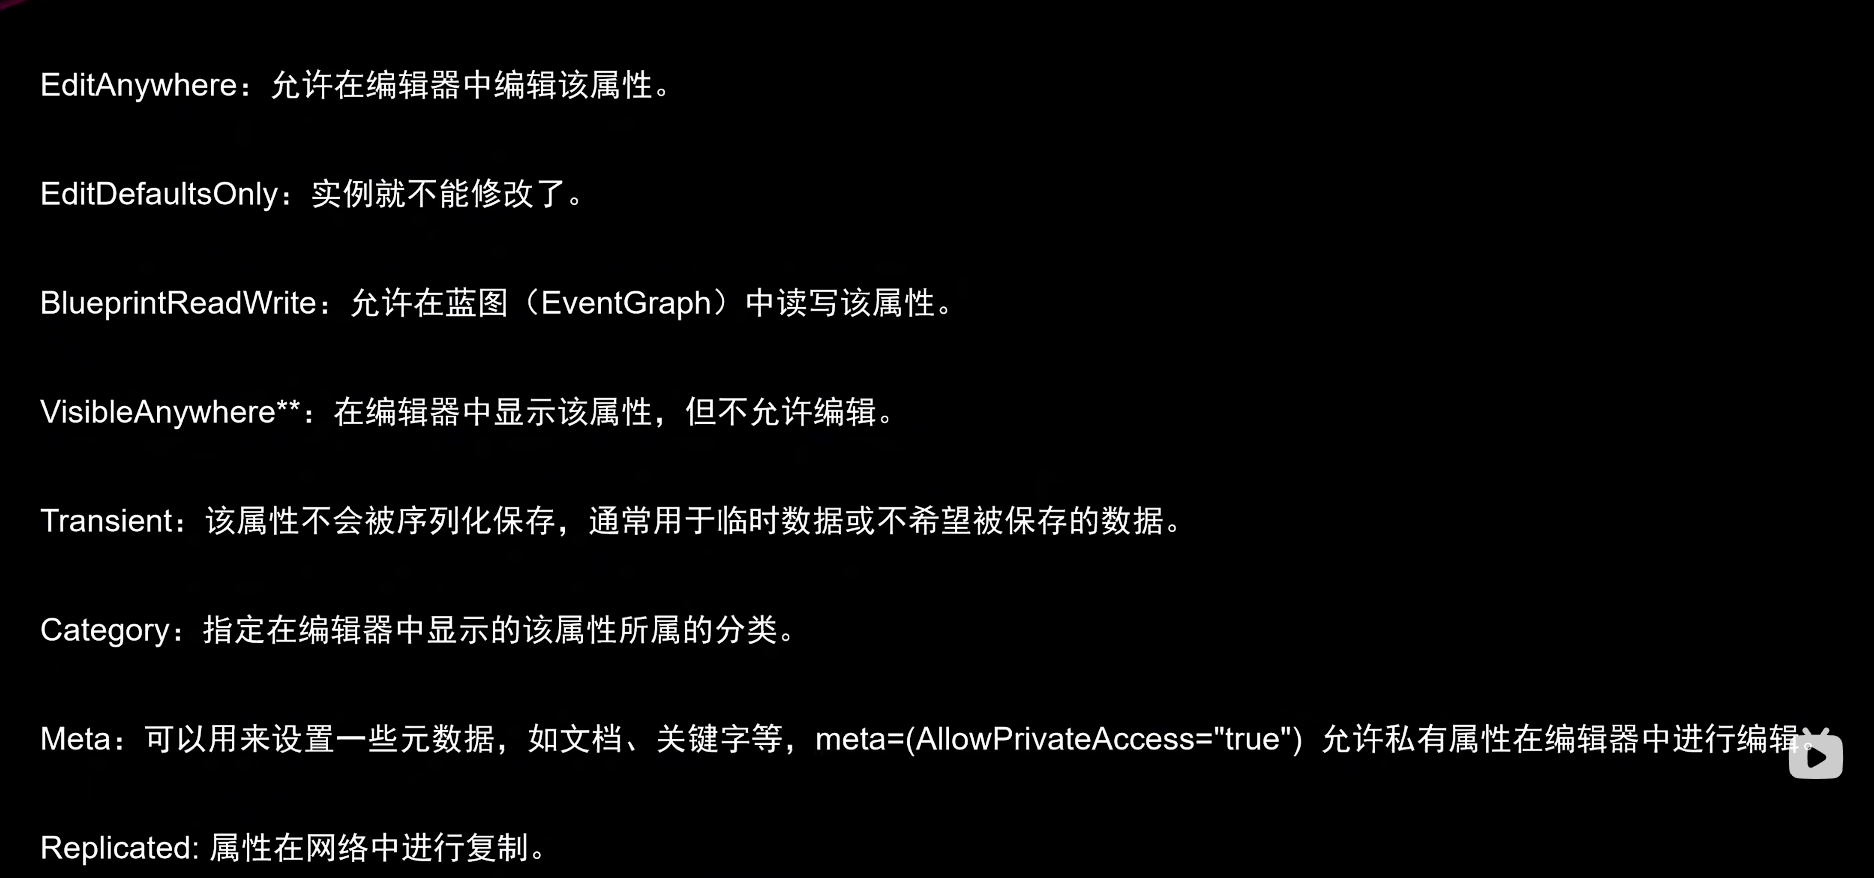 EditAnywhere：允许在编辑器中编辑该属性。
EditDefaultsOnly：实例就不能修改了。
BlueprintReadWrite：允许在蓝图（EventGraph）中读写该属性。
VisibleAnywhere**：在编辑器中显示该属性，但不允许编辑。
Transient：该属性不会被序列化保存，通常用于临时数据或不希望被保存的数据。
Category：指定在编辑器中显示的该属性所属的分类。
Meta：可以用来设置一些元数据，如文档、关键字等，meta=(AllowPrivateAccess="true") 允许私有属性在编辑器中进行编辑。
Replicated: 属性在网络中进行复制。